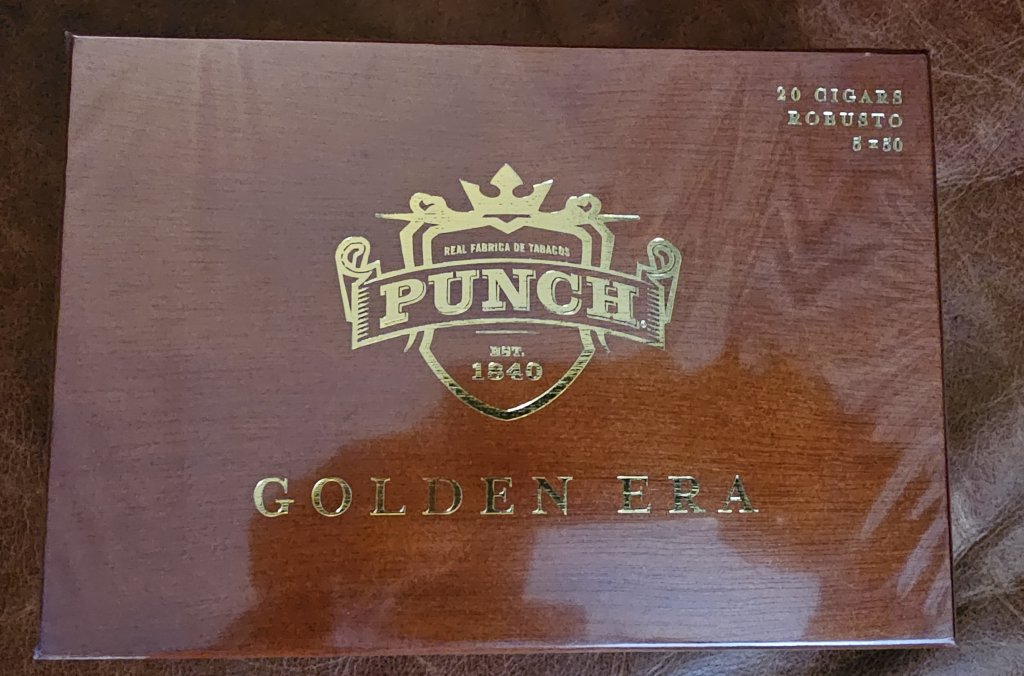 20 CIGARS
ROBUSTO
5 x 50
REAL FABRICA DE TABACOS
PUNCH.
EST.
1840
GOLDEN ERA